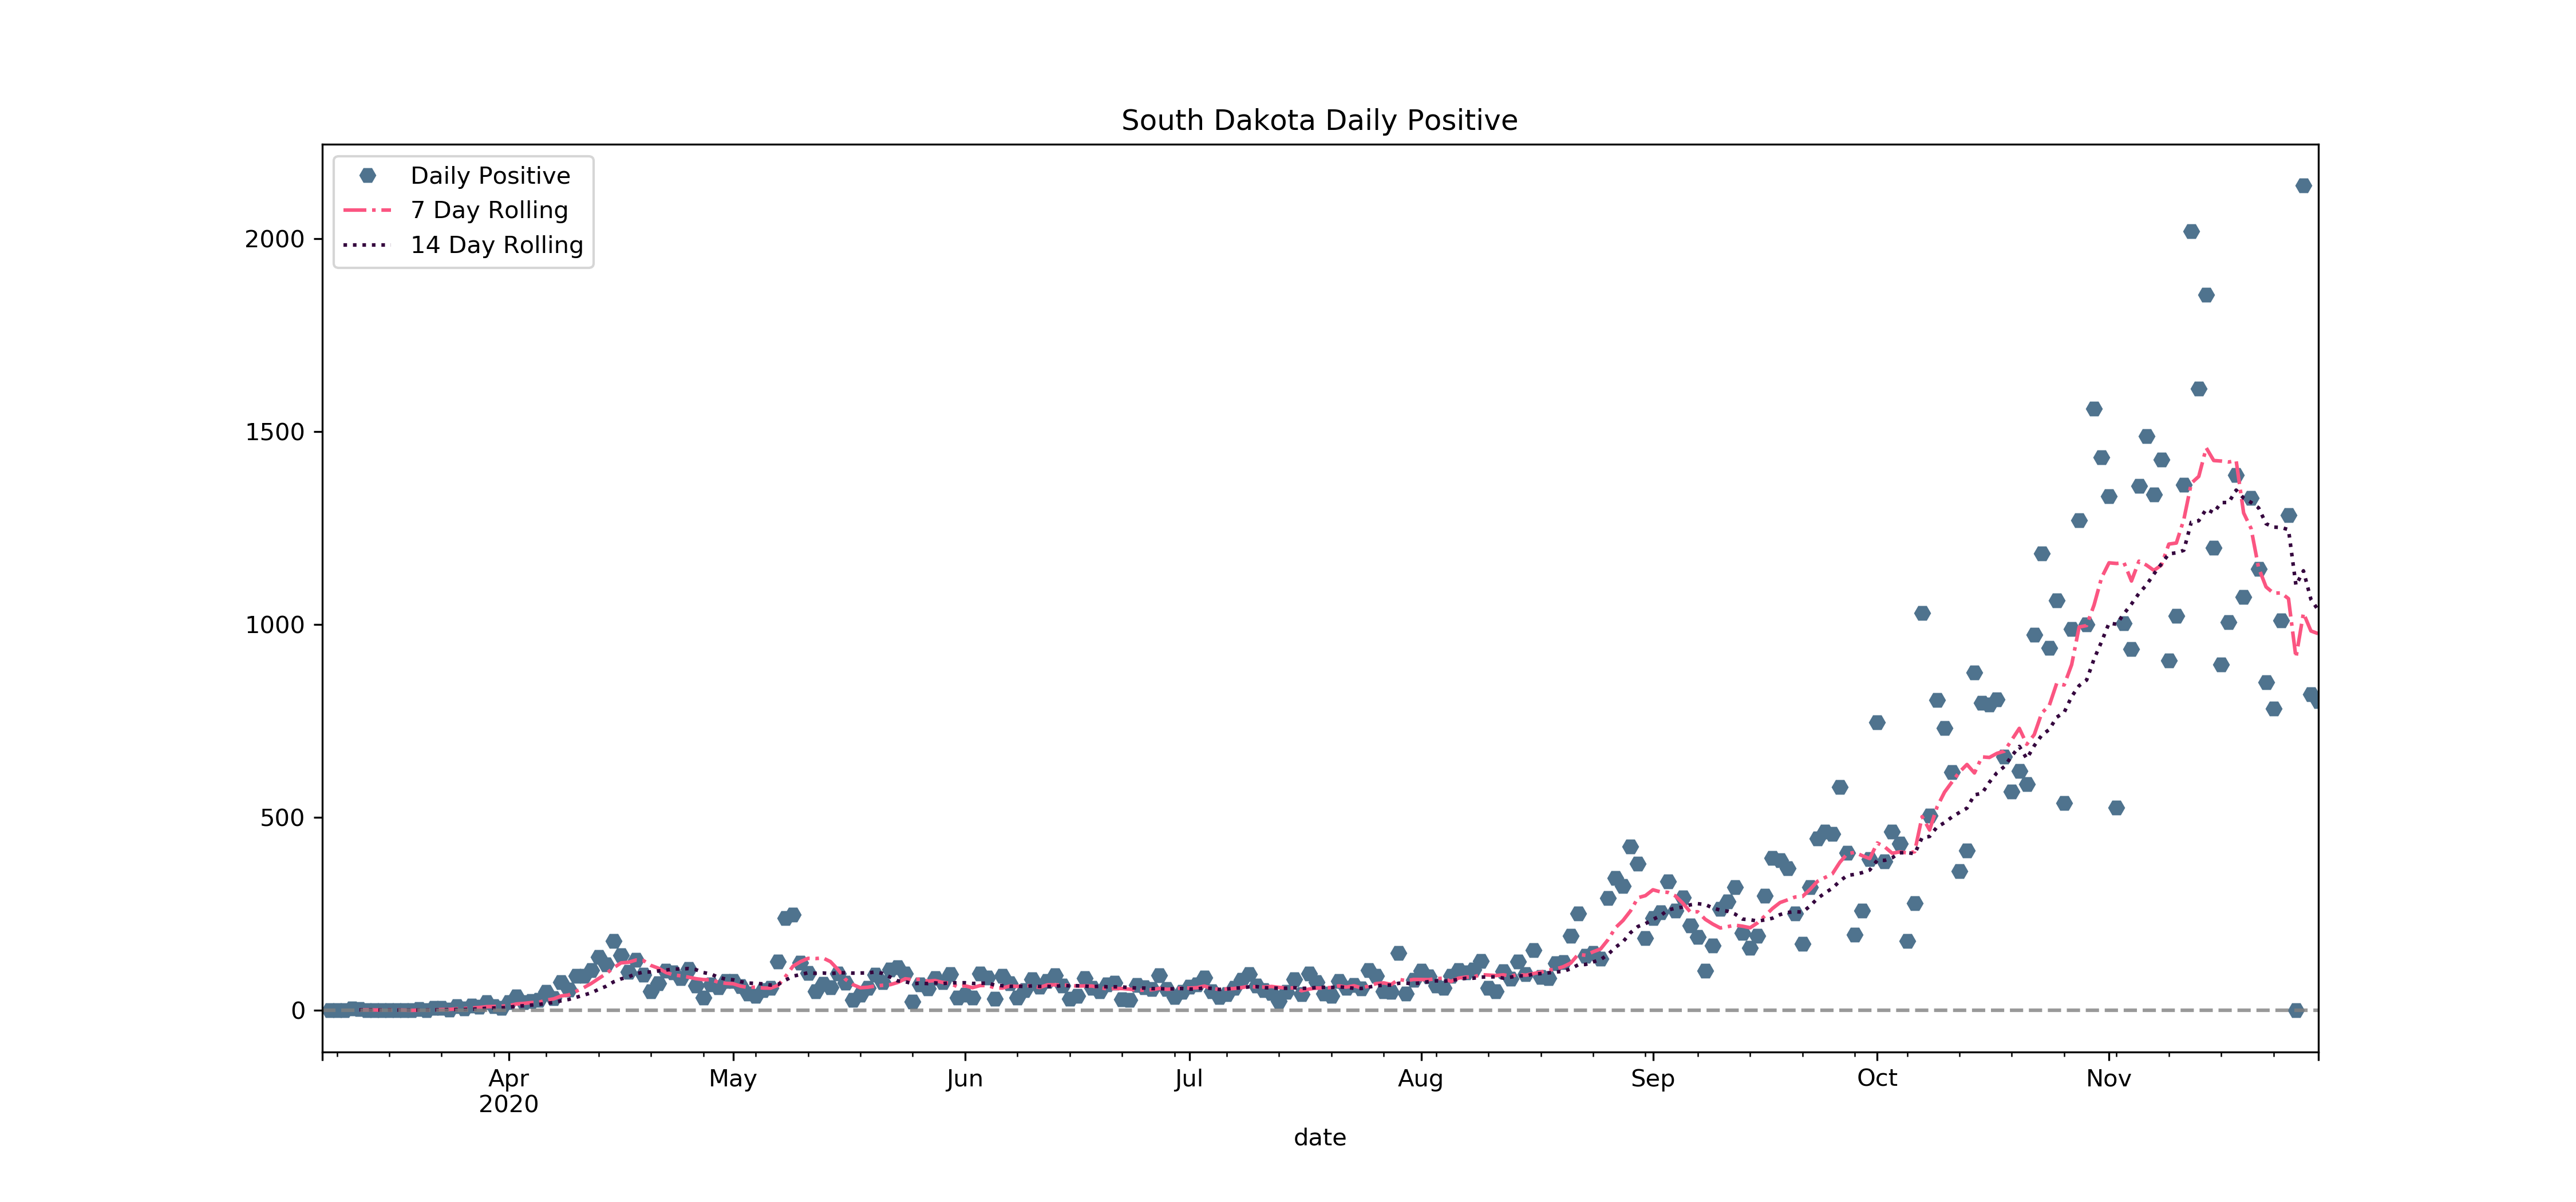 South Dakota Daily Positive
Daily Positive
7 Day Rolling
14 Day Rolling
2000
1500
1000
500
0
Apr May Jun Jul Aug Sep Oct Nov
2020
date